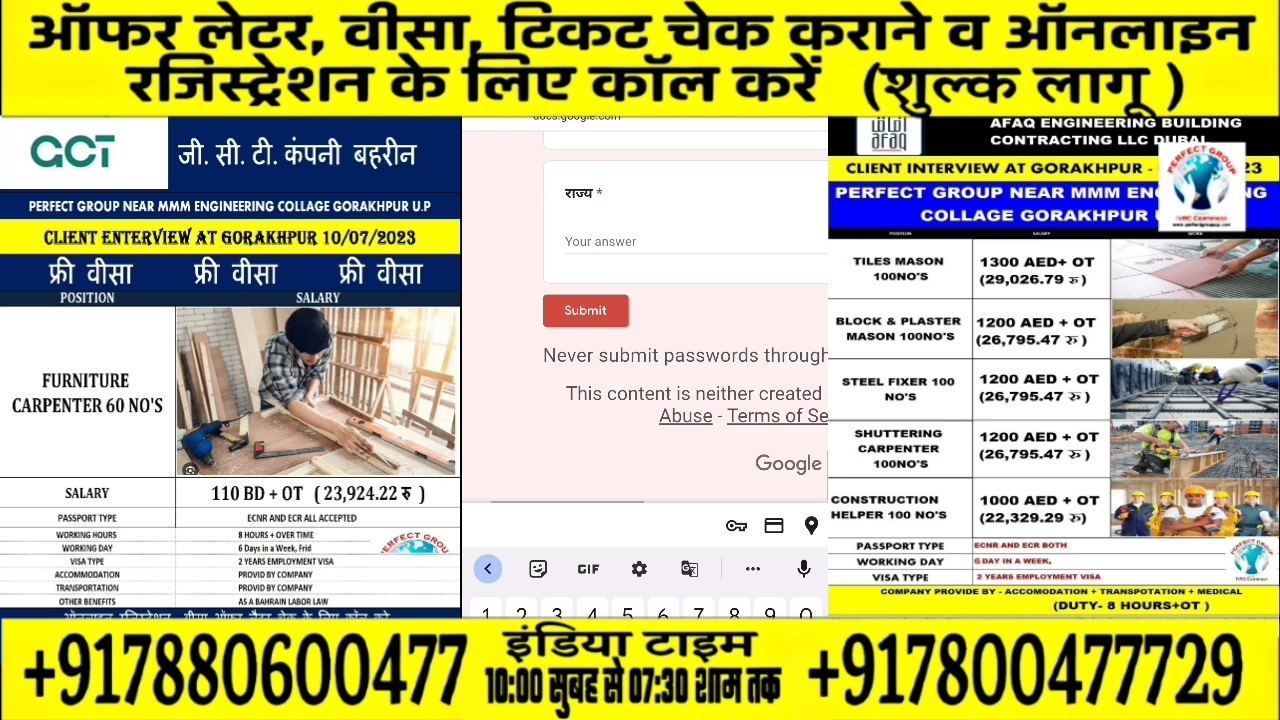 ऑफर लेटर, वीसा, टिकट चेक कराने व ऑनलाइन
रजिस्ट्रेशन के लिए कॉल करें (शुल्क लागू )
GCT
जी. सी. टी. कंपनी बहरीन
PERFECT GROUP NEAR MMM ENGINEERING COLLAGE GORAKHPUR U.P
CLIENT ENTERVIEW AT GORAKHPUR 10/07/2023
फ्री वीसा फ्री वीसा फ्री वीसा
POSITION SALARY
FURNITURE
CARPENTER 60 NO'S
SALARY 110 BD + OT ( 23,924.22 ₹ )
PASSPORT TYPE ECNR AND ECR ALL ACCEPTED
WORKING HOURS 8 HOURS + OVER TIME
WORKING DAY 6 Days in a Week, Frid
VISA TYPE 2 YEARS EMPLOYMENT VISA
ACCOMMODATION PROVID BY COMPANY
TRANSPORTATION PROVID BY COMPANY
OTHER BENEFITS AS A BAHRAIN LABOR LAW
PERFECT GROU
docs.google.com
राज्य *
Your answer
Submit
Never submit passwords through
This content is neither created
Abuse - Terms of Se
Google
GIF
1 2 3 4 5 6 7 8 9 0
afaq
AFAQ ENGINEERING BUILDING
CONTRACTING LLC DUBAI
CLIENT INTERVIEW AT GORAKHPUR - 23
PERFECT GROUP NEAR MMM ENG NG
COLLAGE GORAKHPUR U
PERFECT GROUP
POSITION SALARY WORK
TILES MASON
100NO'S
1300 AED+ OT
(29,026.79 रु)
BLOCK & PLASTER
MASON 100NO'S
1200 AED + OT
(26,795.47 रु)
STEEL FIXER 100
NO'S
1200 AED + OT
(26,795.47 रु)
SHUTTERING
CARPENTER
100NO'S
1200 AED + OT
(26,795.47 रु)
CONSTRUCTION
HELPER 100 NO'S
1000 AED + OT
(22,329.29 रु)
PASSPORT TYPE ECNR AND ECR BOTH
WORKING DAY 6 DAY IN A WEEK,
VISA TYPE 2 YEARS EMPLOYMENT VISA
COMPANY PROVIDE BY - ACCOMODATION + TRANSPOTATION + MEDICAL
(DUTY- 8 HOURS+OT )
+917880600477
इंडिया टाइम
10:00 सुबह से 07:30 शाम तक
+917800477729